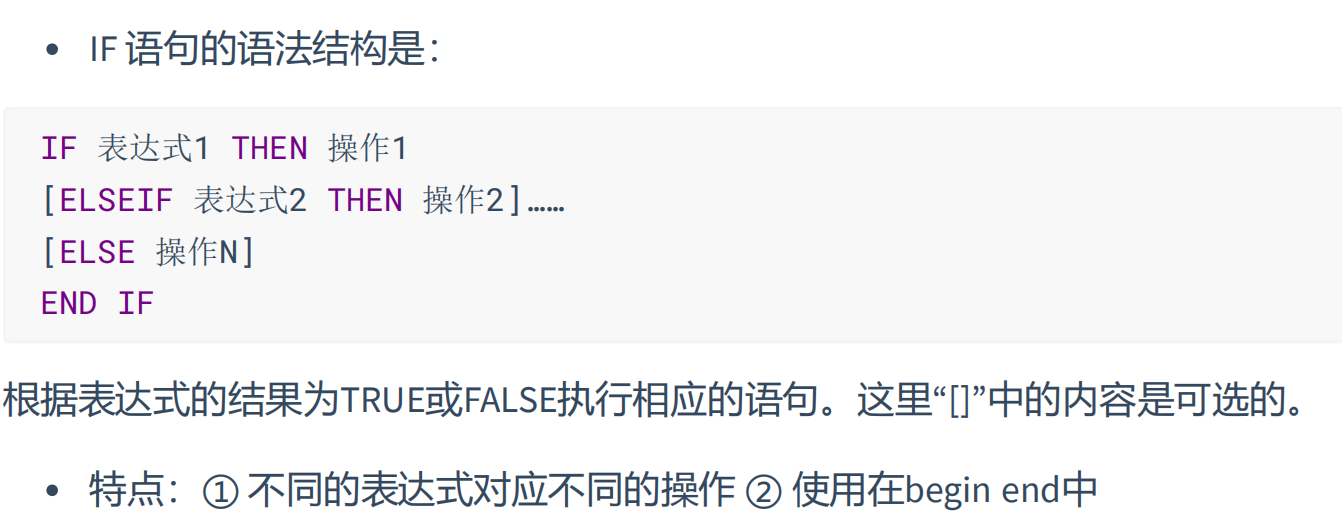 • IF 语句的语法结构是：
IF 表达式1 THEN 操作1
[ELSEIF 表达式2 THEN 操作2]……
[ELSE 操作N]
END IF
根据表达式的结果为TRUE或FALSE执行相应的语句。这里“[]”中的内容是可选的。
• 特点：① 不同的表达式对应不同的操作 ② 使用在begin end中